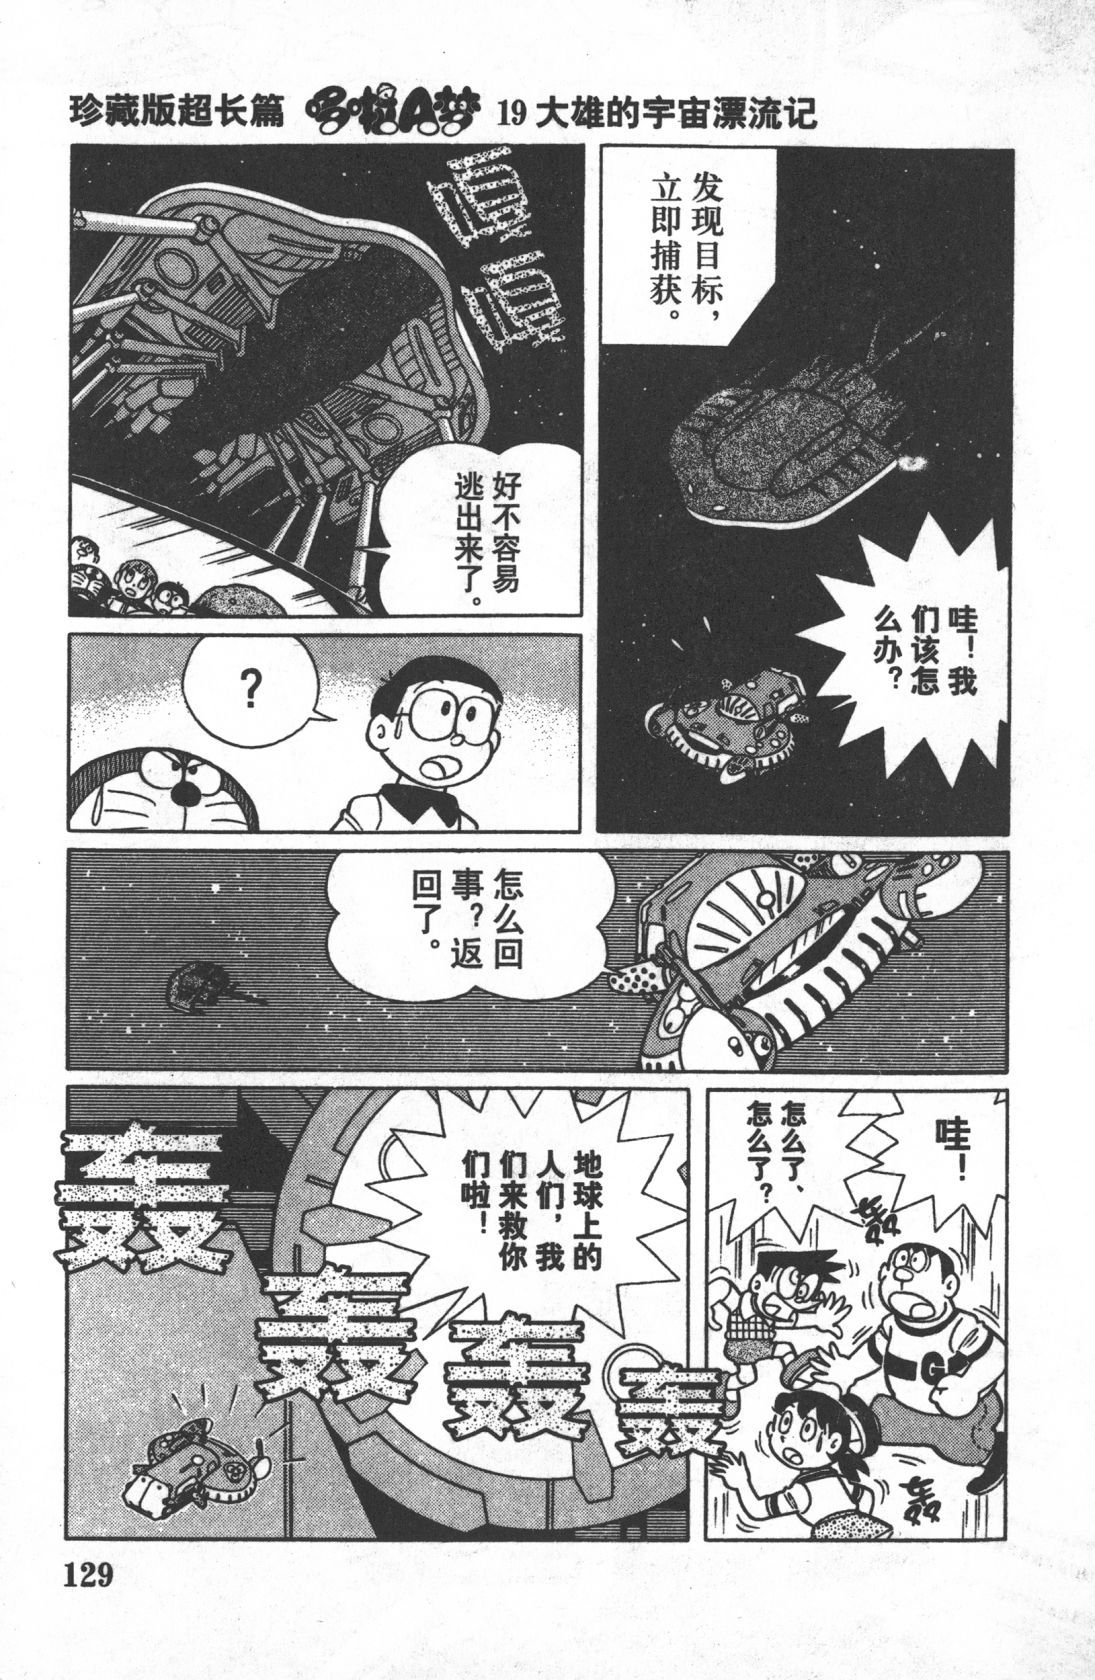 珍藏版超长篇 哆啦A梦 19 大雄的宇宙漂流记
发现目标，
立即捕获。
哇！我
们该怎
么办？
好不容易
逃出来了。
？
怎么回
事？返
回了。
哇！
怎么了、
怎么了？
轰
轰
地球上的
人们，我
们来救你
们啦！
轰
轰
轰
轰
129